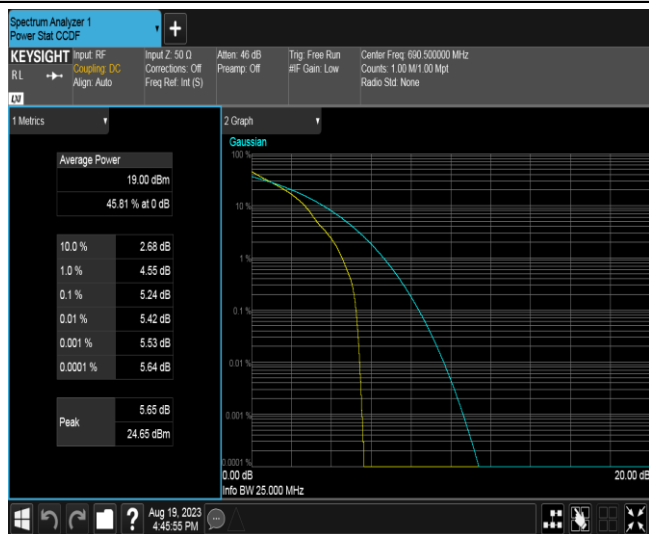 Spectrum Analyzer 1
Power Stat CCDF
+
KEYSIGHT
RL
LXI
Input: RF
Coupling: DC
Align: Auto
Input Z: 50 Ω
Corrections: Off
Freq Ref: Int (S)
Atten: 46 dB
Preamp: Off
Trig: Free Run
#IF Gain: Low
Center Freq: 690.500000 MHz
Counts: 1.00 M/1.00 Mpt
Radio Std: None
1 Metrics
Average Power
19.00 dBm
45.81 % at 0 dB
10.0 % 2.68 dB
1.0 % 4.55 dB
0.1 % 5.24 dB
0.01 % 5.42 dB
0.001 % 5.53 dB
0.0001 % 5.64 dB
Peak
5.65 dB
24.65 dBm
2 Graph
Gaussian
100 %
10 %
1 %
0.1 %
0.01 %
0.001 %
0.0001 %
0.00 dB
20.00 dB
Info BW 25.000 MHz
?
Aug 19, 2023
4:45:55 PM